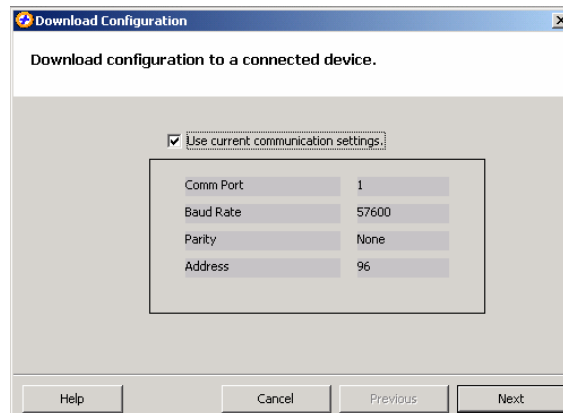 Download Configuration
Download configuration to a connected device.
Use current communication settings.
Comm Port 1
Baud Rate 57600
Parity None
Address 96
Help Cancel Previous Next